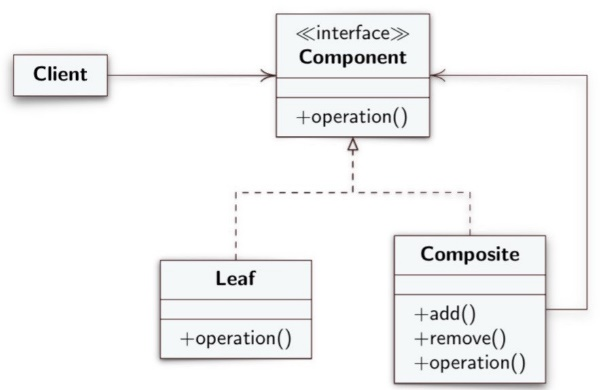 ≪interface≫
Component
Client
+operation()
Leaf
+operation()
Composite
+add()
+remove()
+operation()